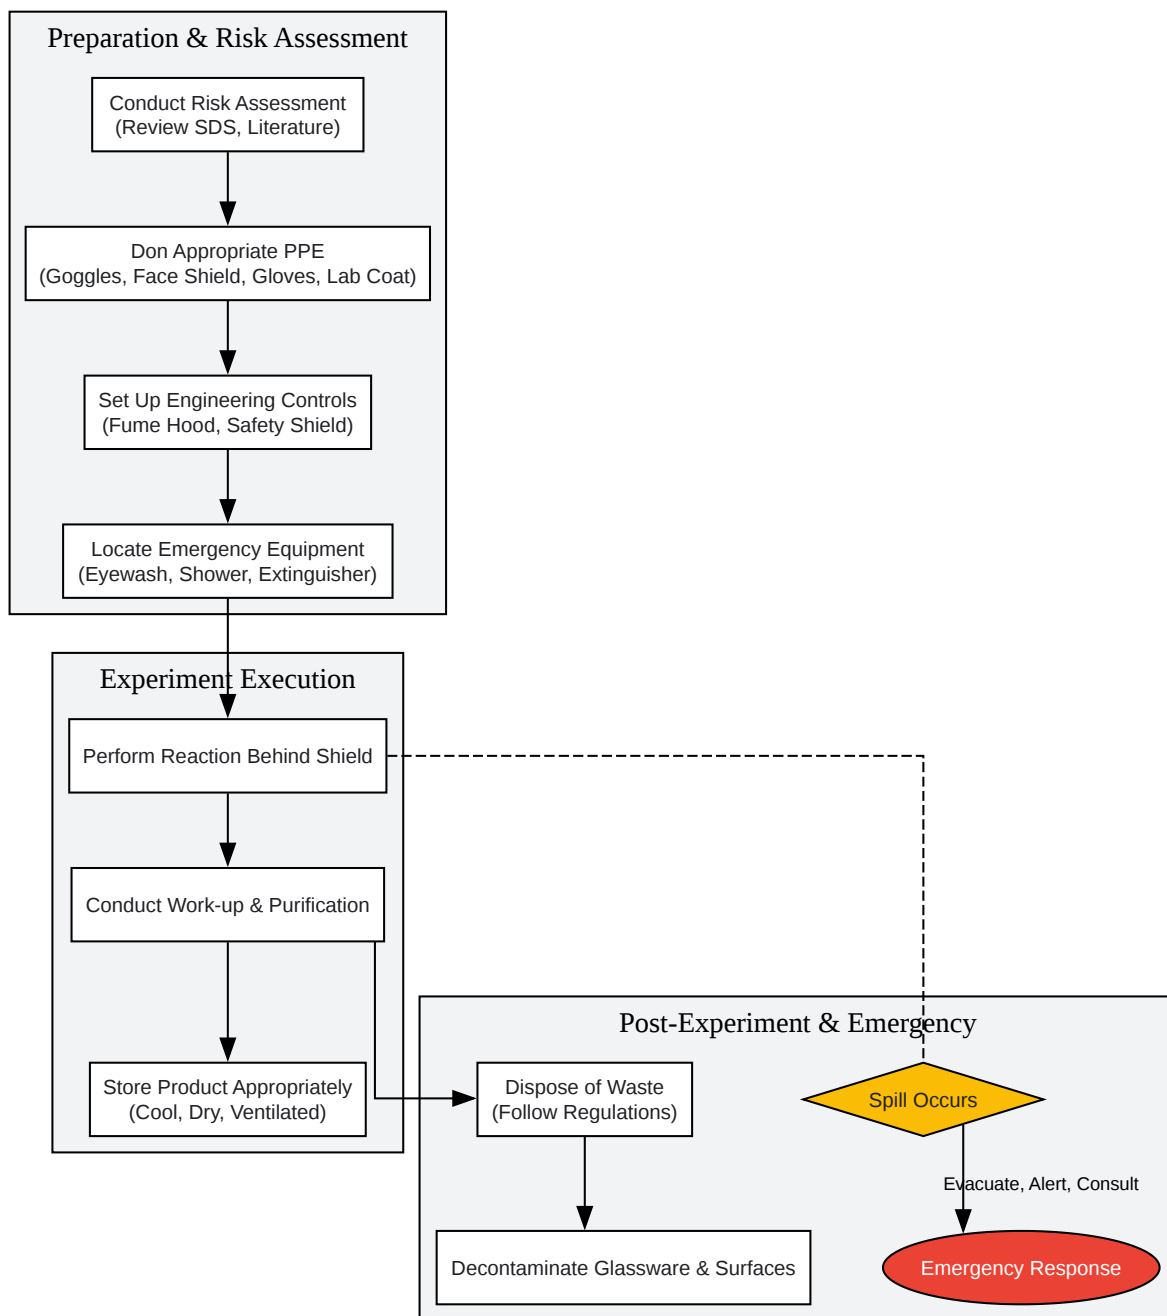 Preparation & Risk Assessment
Conduct Risk Assessment
(Review SDS, Literature)
Don Appropriate PPE
(Goggles, Face Shield, Gloves, Lab Coat)
Set Up Engineering Controls
(Fume Hood, Safety Shield)
Locate Emergency Equipment
(Eyewash, Shower, Extinguisher)
Experiment Execution
Perform Reaction Behind Shield
Conduct Work-up & Purification
Store Product Appropriately
(Cool, Dry, Ventilated)
Post-Experiment & Emergency
Dispose of Waste
(Follow Regulations)
Decontaminate Glassware & Surfaces
Spill Occurs
Evacuate, Alert, Consult
Emergency Response